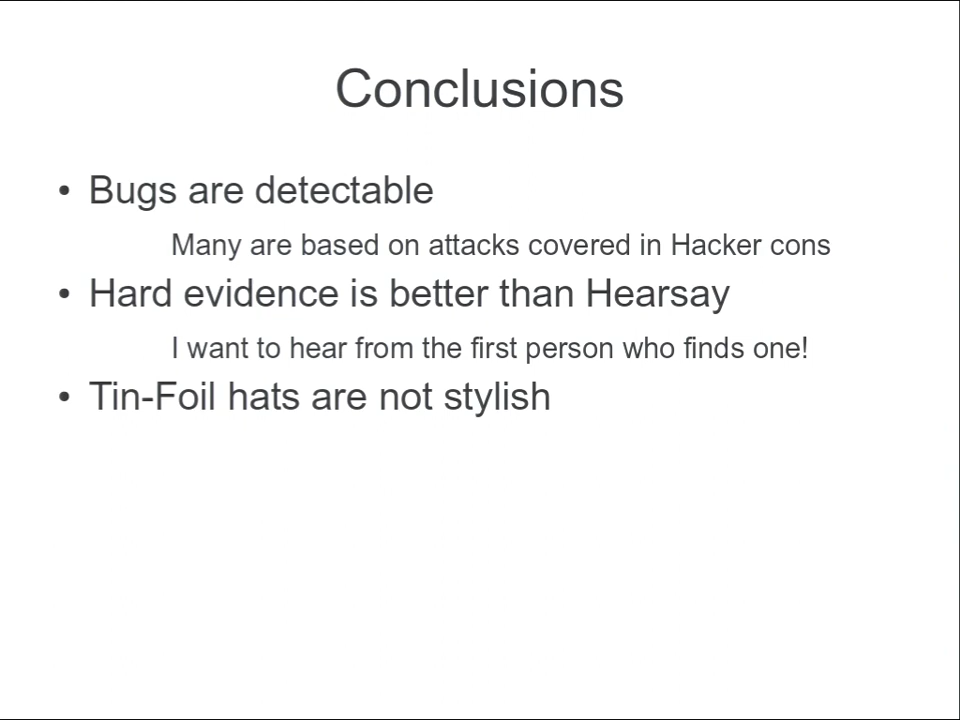 Conclusions
• Bugs are detectable
Many are based on attacks covered in Hacker cons
• Hard evidence is better than Hearsay
I want to hear from the first person who finds one!
• Tin-Foil hats are not stylish